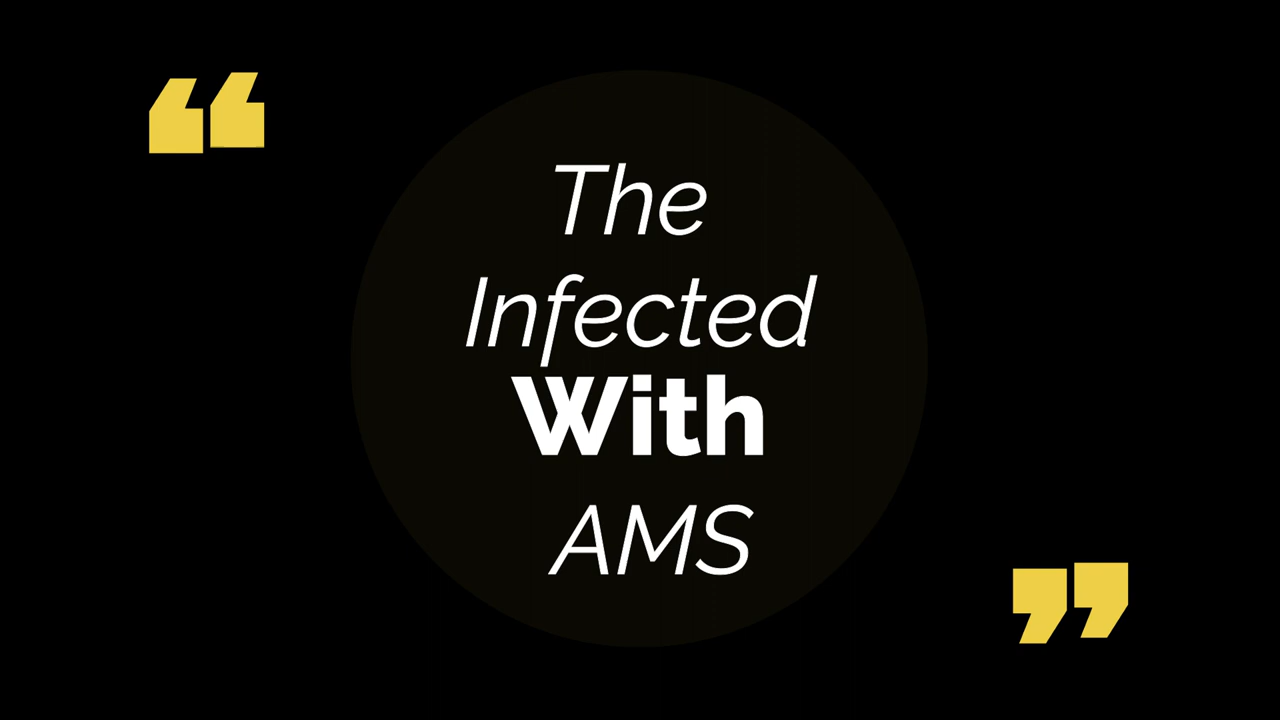 “
The
Infected
With
AMS
”